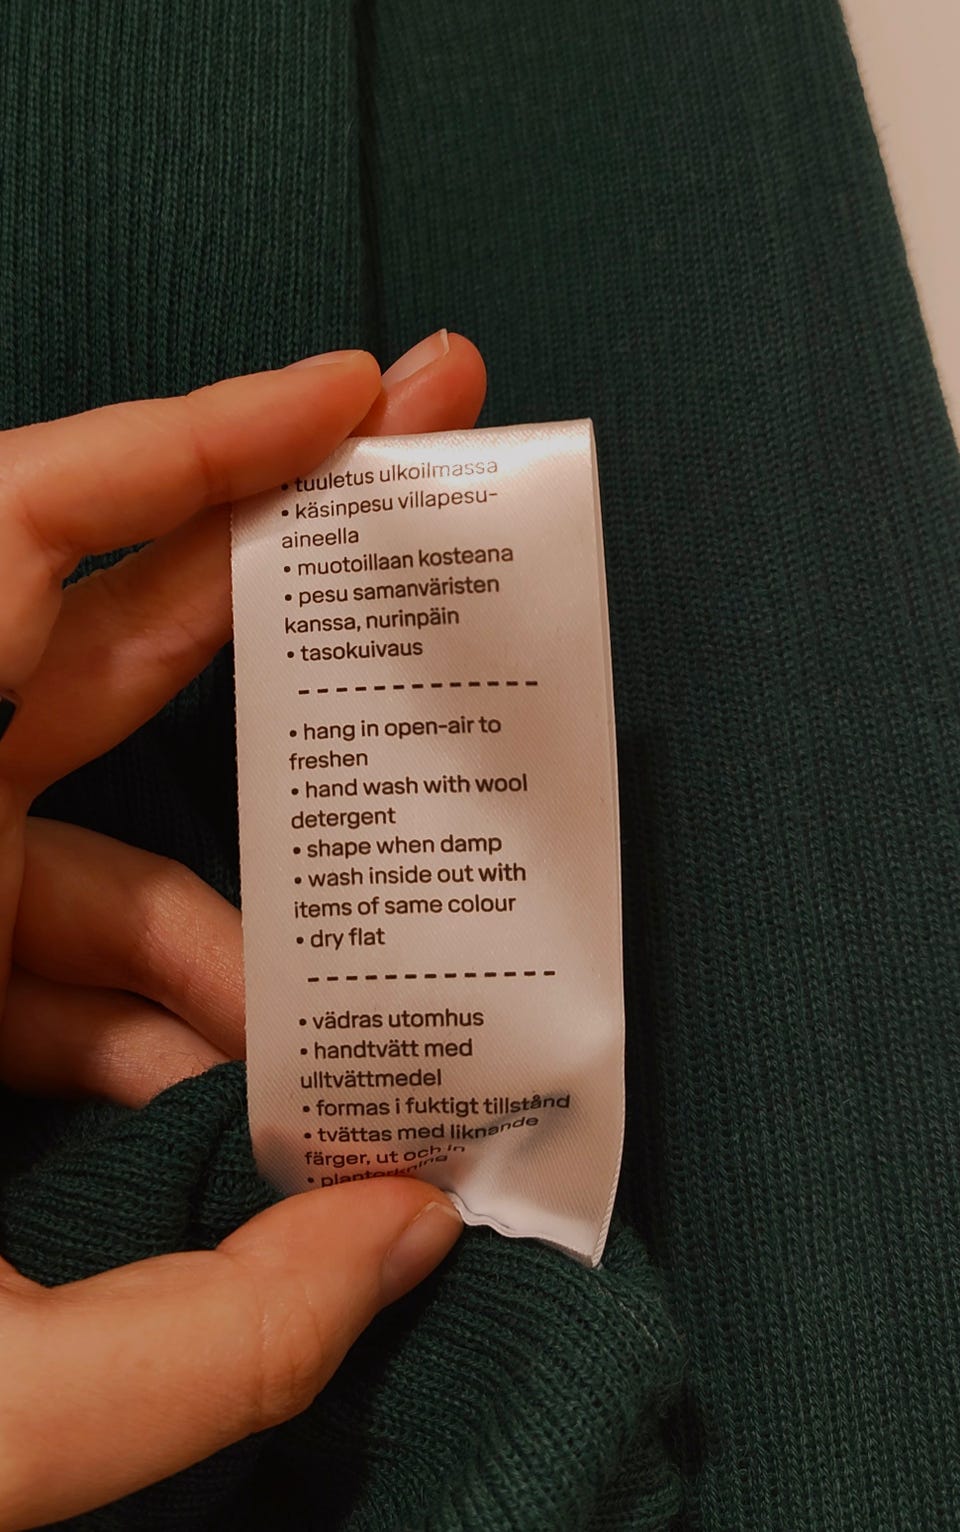 • tuuletus ulkoilmassa
• käsinpesu villapesu-
aineella
• muotoillaan kosteana
• pesu samanväristen
kanssa, nurinpäin
• tasokuivaus
-------------
• hang in open-air to
freshen
• hand wash with wool
detergent
• shape when damp
• wash inside out with
items of same colour
• dry flat
-------------
• vädras utomhus
• handtvätt med
ulltvättmedel
• formas i fuktigt tillstånd
• tvättas med liknande
färger, ut och in
• plantorkning